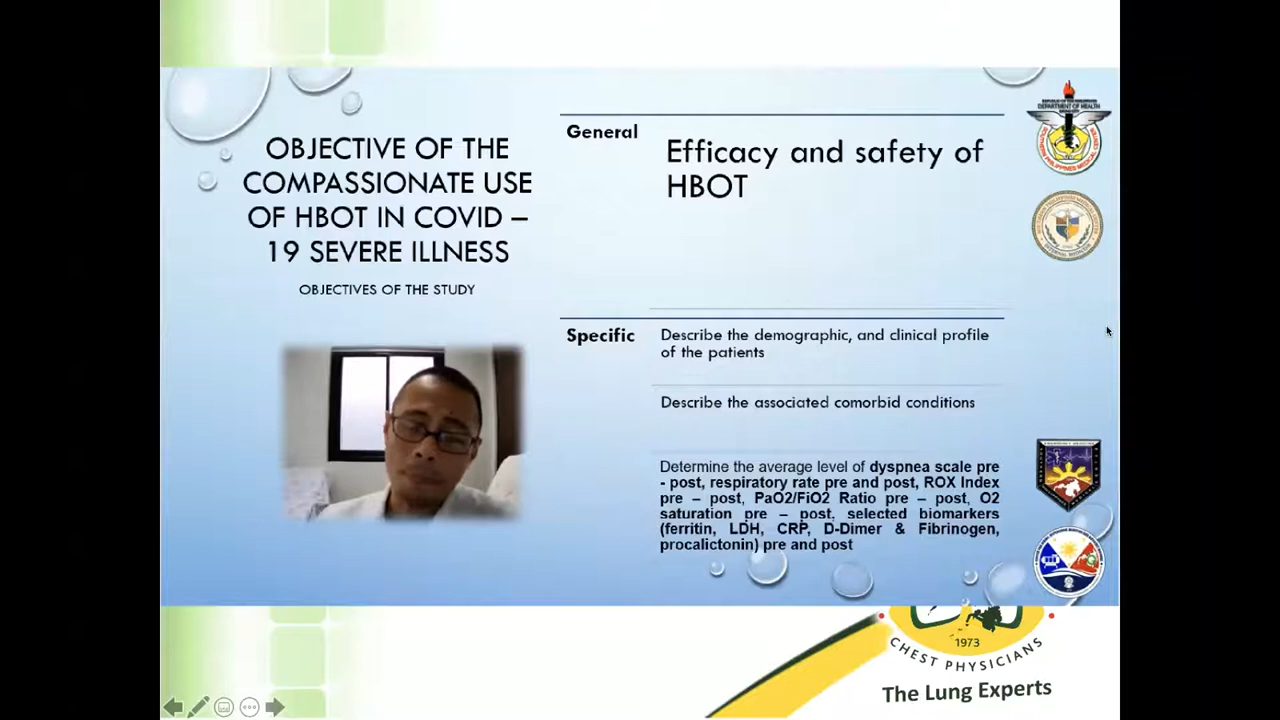 OBJECTIVE OF THE
COMPASSIONATE USE
OF HBOT IN COVID –
19 SEVERE ILLNESS
OBJECTIVES OF THE STUDY
General
Efficacy and safety of
HBOT
Specific
Describe the demographic, and clinical profile
of the patients
Describe the associated comorbid conditions
Determine the average level of dyspnea scale pre
- post, respiratory rate pre and post, ROX Index
pre – post, PaO2/FiO2 Ratio pre – post, O2
saturation pre – post, selected biomarkers
(ferritin, LDH, CRP, D-Dimer & Fibrinogen,
procalcitonin) pre and post
DEPARTMENT OF HEALTH
1973
CHEST PHYSICIANS
The Lung Experts